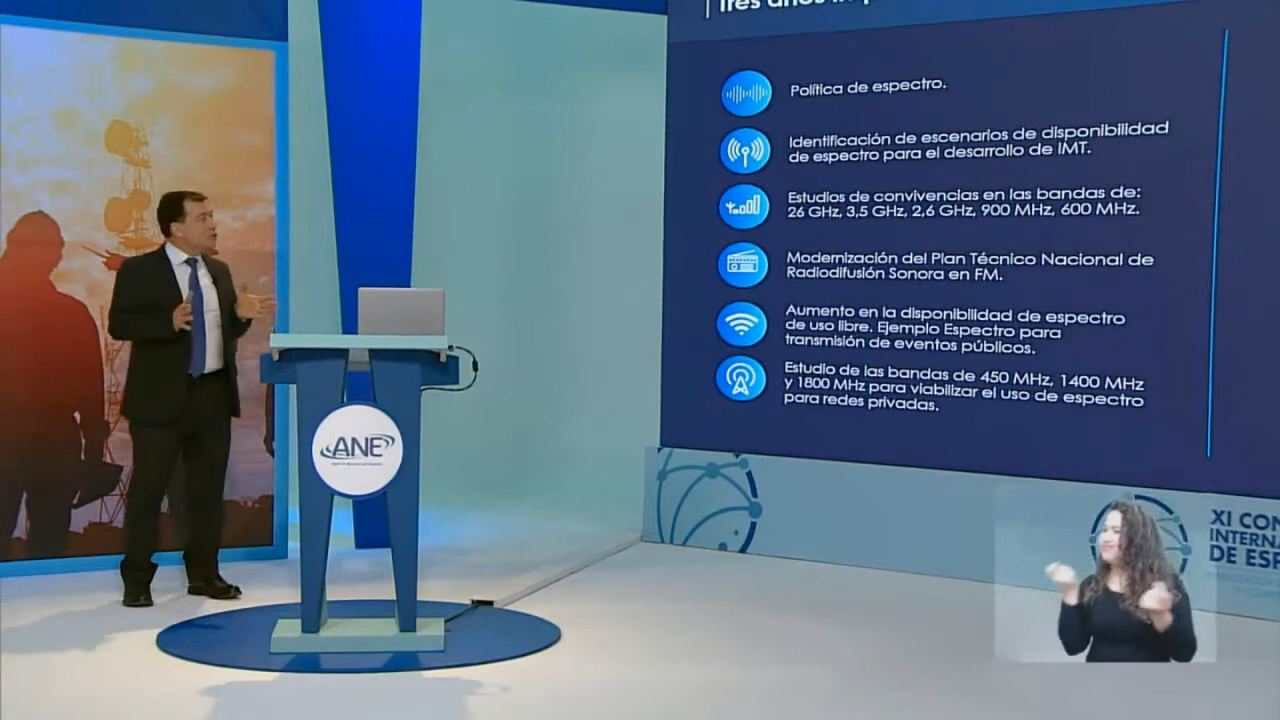 Tres años
Política de espectro.
Identificación de escenarios de disponibilidad
de espectro para el desarrollo de IMT.
Estudios de convivencias en las bandas de:
26 GHz, 3,5 GHz, 2,6 GHz, 900 MHz, 600 MHz.
Modernización del Plan Técnico Nacional de
Radiodifusión Sonora en FM.
Aumento en la disponibilidad de espectro
de uso libre. Ejemplo Espectro para
transmisión de eventos públicos.
Estudio de las bandas de 450 MHz, 1400 MHz
y 1800 MHz para viabilizar el uso de espectro
para redes privadas.
ANE
XI CON
INTERNA
DE ESP